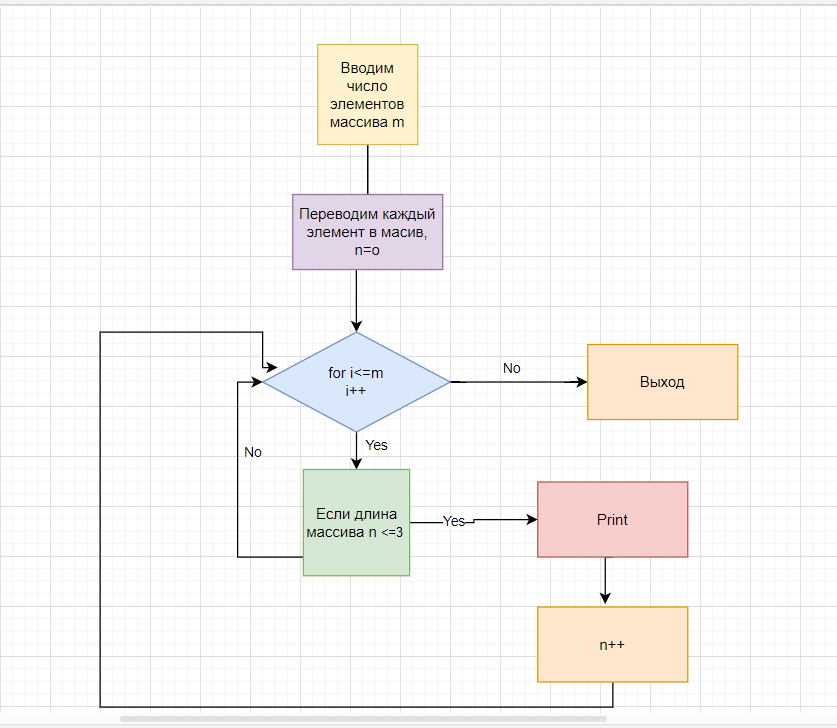 Вводим
число
элементов
массива m
Переводим каждый
элемент в масив,
n=o
for i<=m
i++
No
Выход
Yes
No
Если длина
массива n <=3
Yes
Print
n++